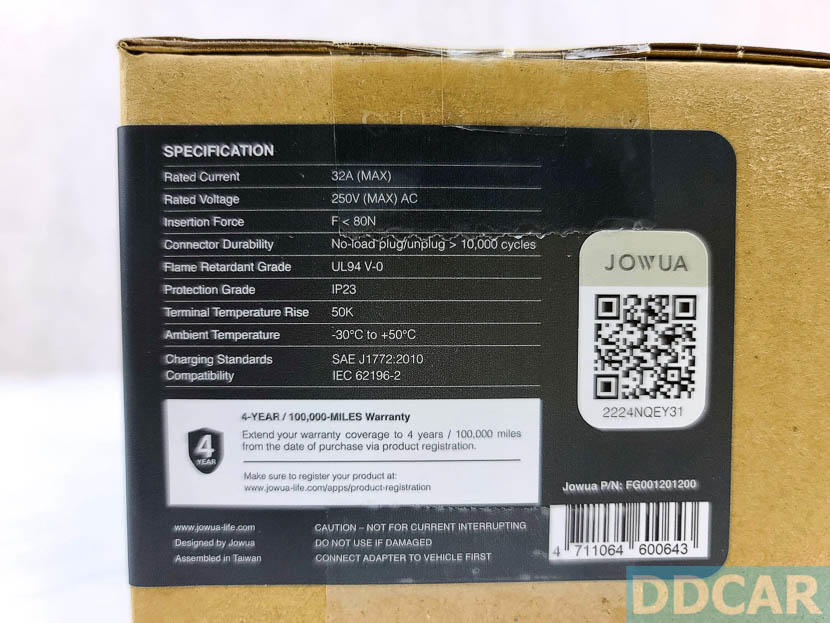 SPECIFICATION
Rated Current 32A (MAX)
Rated Voltage 250V (MAX) AC
Insertion Force F < 80N
Connector Durability No-load plug/unplug > 10,000 cycles
Flame Retardant Grade UL94 V-0
Protection Grade IP23
Terminal Temperature Rise 50K
Ambient Temperature -30°C to +50°C
Charging Standards SAE J1772:2010
Compatibility IEC 62196-2
JOWUA
2224NQEY31
4 YEAR
4-YEAR / 100,000-MILES Warranty
Extend your warranty coverage to 4 years / 100,000 miles
from the date of purchase via product registration.
Make sure to register your product at:
www.jowua-life.com/apps/product-registration
Jowua P/N: FG001201200
www.jowua-life.com CAUTION – NOT FOR CURRENT INTERRUPTING
Designed by Jowua DO NOT USE IF DAMAGED
Assembled in Taiwan CONNECT ADAPTER TO VEHICLE FIRST
4 711064 600643
DDCAR